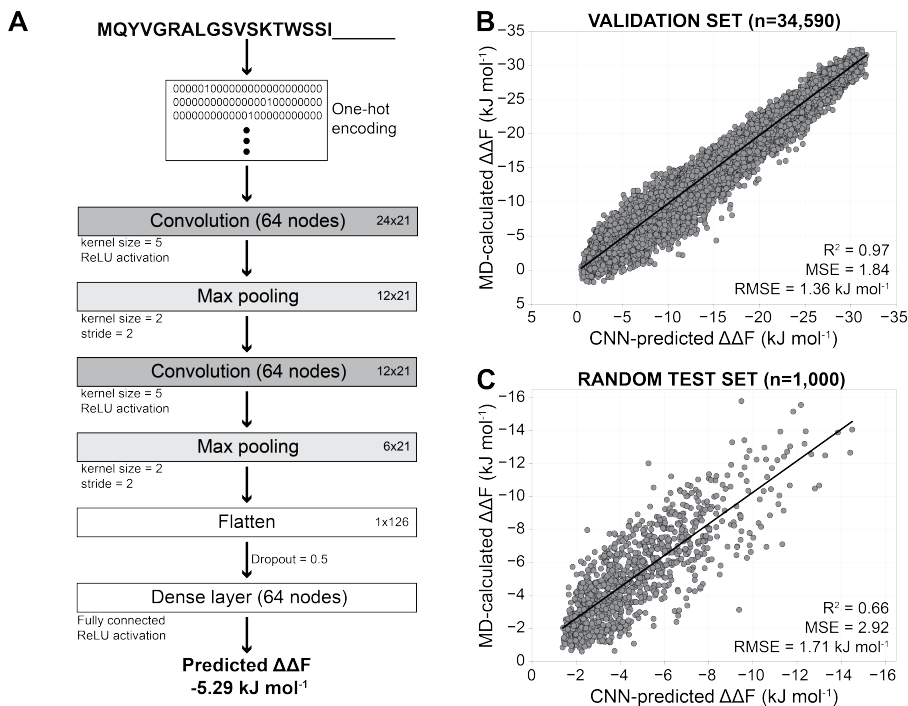 A
MQYVGRALGSVSKTWSSI______
One-hot
encoding
Convolution (64 nodes) 24x21
kernel size = 5
ReLU activation
Max pooling 12x21
kernel size = 2
stride = 2
Convolution (64 nodes) 12x21
kernel size = 5
ReLU activation
Max pooling 6x21
kernel size = 2
stride = 2
Flatten 1x126
Dropout = 0.5
Dense layer (64 nodes)
Fully connected
ReLU activation
Predicted ΔΔF
-5.29 kJ mol⁻¹
B
VALIDATION SET (n=34,590)
MD-calculated ΔΔF (kJ mol⁻¹)
−35
−30
−25
−20
−15
−10
−5
0
5
R² = 0.97
MSE = 1.84
RMSE = 1.36 kJ mol⁻¹
5 0 −5 −10 −15 −20 −25 −30 −35
CNN-predicted ΔΔF (kJ mol⁻¹)
C
RANDOM TEST SET (n=1,000)
MD-calculated ΔΔF (kJ mol⁻¹)
−16
−14
−12
−10
−8
−6
−4
−2
0
R² = 0.66
MSE = 2.92
RMSE = 1.71 kJ mol⁻¹
0 −2 −4 −6 −8 −10 −12 −14 −16
CNN-predicted ΔΔF (kJ mol⁻¹)